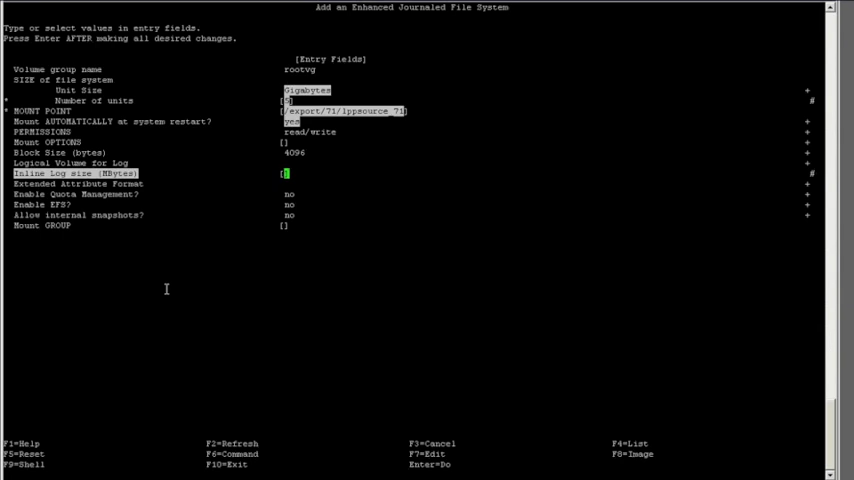 Add an Enhanced Journaled File System
Type or select values in entry fields.
Press Enter AFTER making all desired changes.
[Entry Fields]
Volume group name rootvg
SIZE of file system
Unit Size Gigabytes +
* Number of units [ ] #
* MOUNT POINT [/export/71/lppsource_71]
Mount AUTOMATICALLY at system restart? yes +
PERMISSIONS read/write +
Mount OPTIONS [] +
Block Size (bytes) 4096 +
Logical Volume for Log +
Inline Log size (MBytes) [] #
Extended Attribute Format +
Enable Quota Management? no +
Enable EFS? no +
Allow internal snapshots? no +
Mount GROUP []
F1=Help F2=Refresh F3=Cancel F4=List
F5=Reset F6=Command F7=Edit F8=Image
F9=Shell F10=Exit Enter=Do